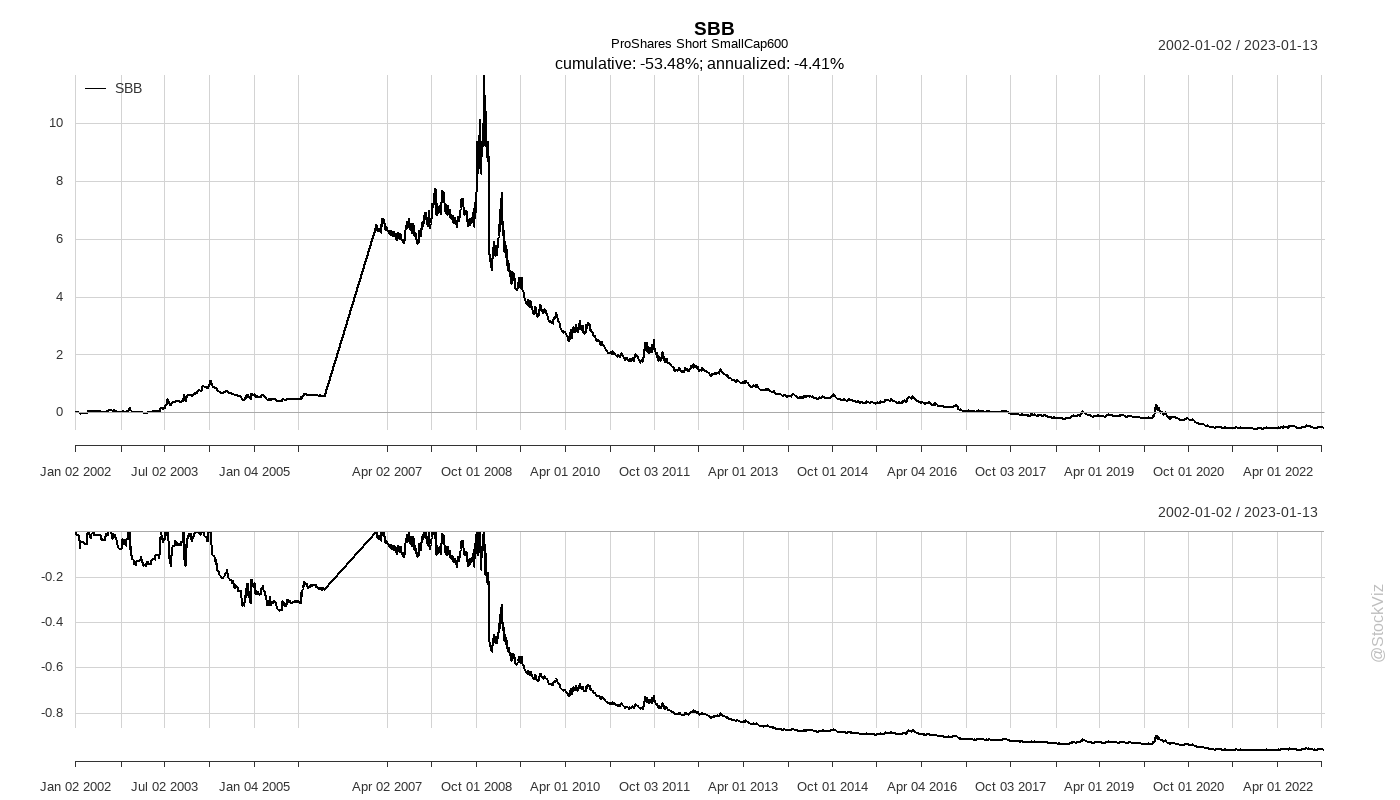 SBB
ProShares Short SmallCap600
2002-01-02 / 2023-01-13
cumulative: -53.48%; annualized: -4.41%
SBB
10
8
6
4
2
0
Jan 02 2002 Jul 02 2003 Jan 04 2005 Apr 02 2007 Oct 01 2008 Apr 01 2010 Oct 03 2011 Apr 01 2013 Oct 01 2014 Apr 04 2016 Oct 03 2017 Apr 01 2019 Oct 01 2020 Apr 01 2022
2002-01-02 / 2023-01-13
-0.2
-0.4
-0.6
-0.8
Jan 02 2002 Jul 02 2003 Jan 04 2005 Apr 02 2007 Oct 01 2008 Apr 01 2010 Oct 03 2011 Apr 01 2013 Oct 01 2014 Apr 04 2016 Oct 03 2017 Apr 01 2019 Oct 01 2020 Apr 01 2022
@StockViz